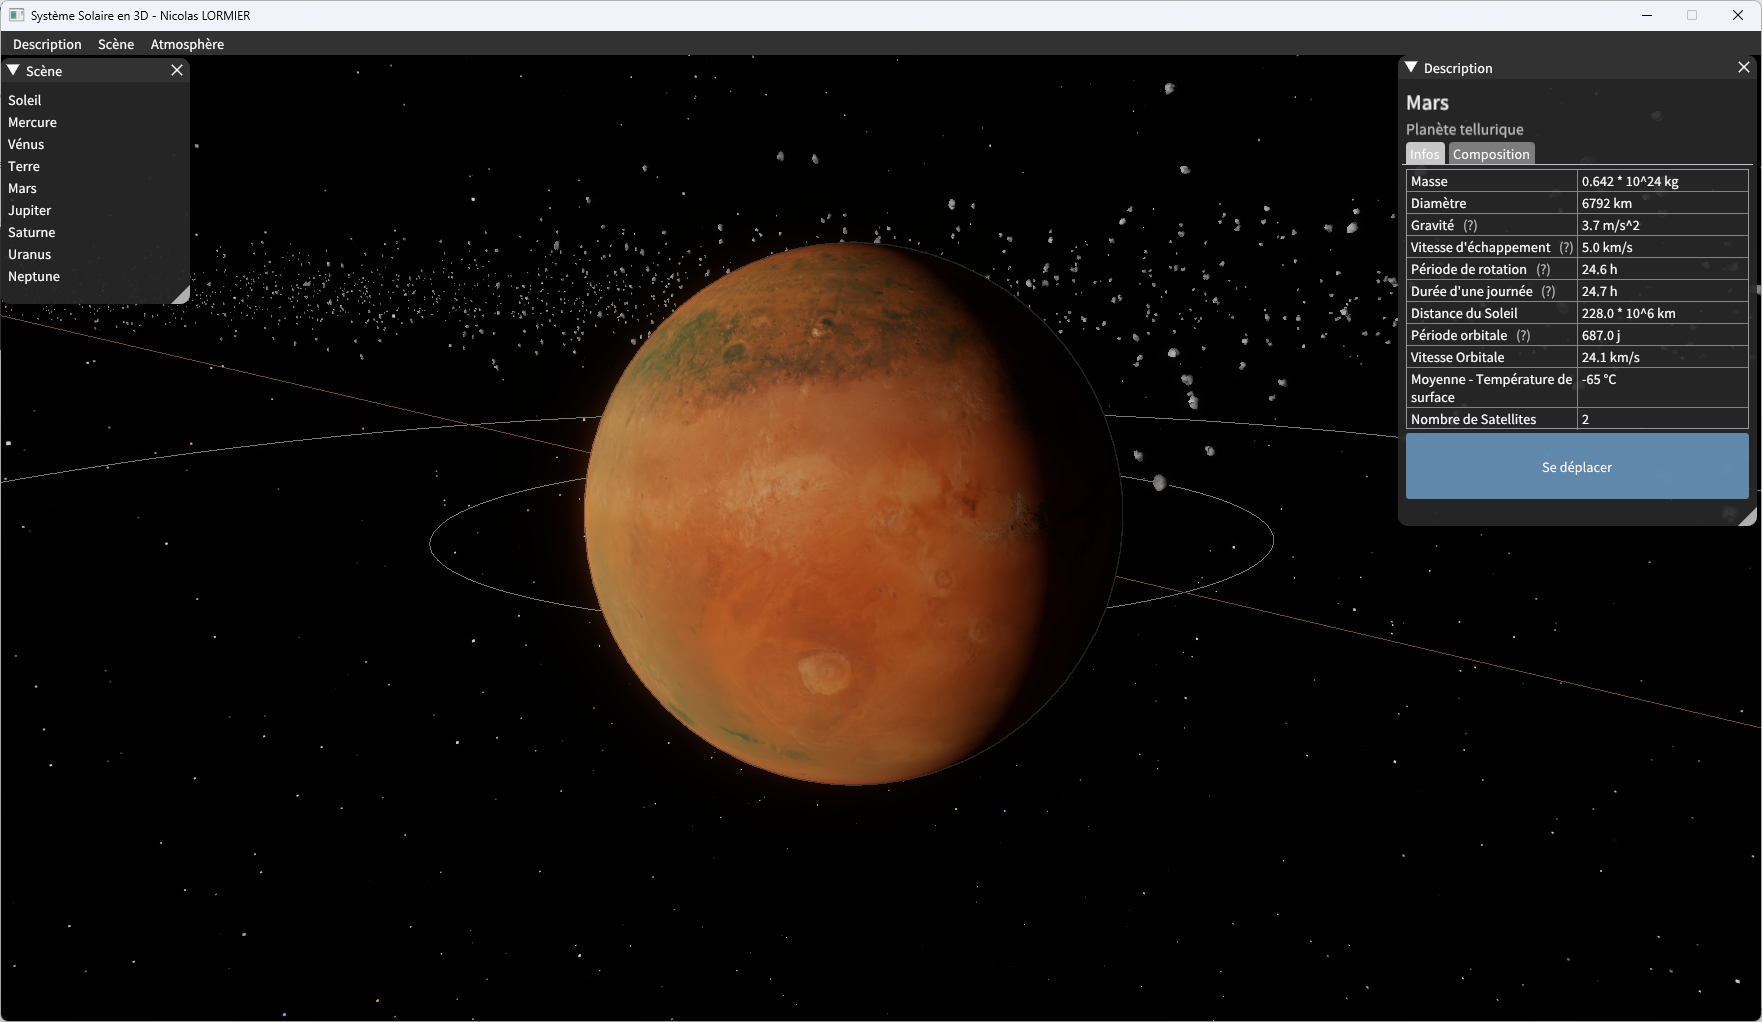 Système Solaire en 3D - Nicolas LORMIER
Description Scène Atmosphère
Scène
Soleil
Mercure
Vénus
Terre
Mars
Jupiter
Saturne
Uranus
Neptune
Description
Mars
Planète tellurique
Infos Composition
Masse 0.642 * 10^24 kg
Diamètre 6792 km
Gravité (?) 3.7 m/s^2
Vitesse d'échappement (?) 5.0 km/s
Période de rotation (?) 24.6 h
Durée d'une journée (?) 24.7 h
Distance du Soleil 228.0 * 10^6 km
Période orbitale (?) 687.0 j
Vitesse Orbitale 24.1 km/s
Moyenne - Température de -65 °C
surface
Nombre de Satellites 2
Se déplacer